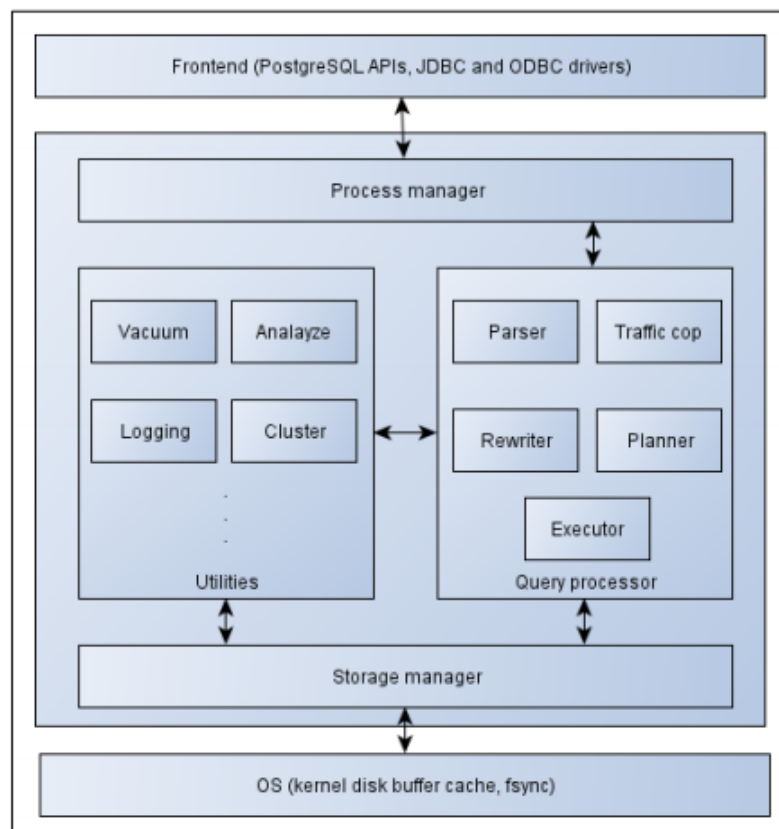 Frontend (PostgreSQL APIs, JDBC and ODBC drivers)
Process manager
Vacuum
Analayze
Logging
Cluster
.
.
.
Utilities
Parser
Traffic cop
Rewriter
Planner
Executor
Query processor
Storage manager
OS (kernel disk buffer cache, fsync)